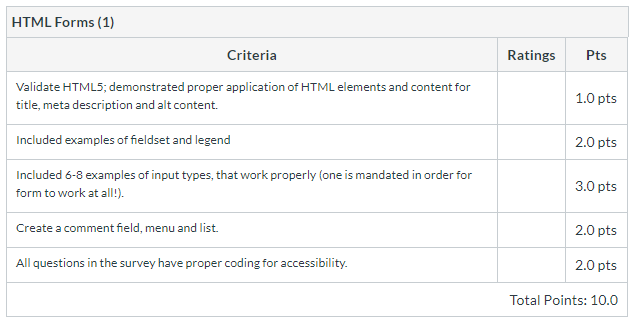 HTML Forms (1)
Criteria Ratings Pts
Validate HTML5; demonstrated proper application of HTML elements and content for
title, meta description and alt content.
1.0 pts
Included examples of fieldset and legend
2.0 pts
Included 6-8 examples of input types, that work properly (one is mandated in order for
form to work at all!).
3.0 pts
Create a comment field, menu and list.
2.0 pts
All questions in the survey have proper coding for accessibility.
2.0 pts
Total Points: 10.0